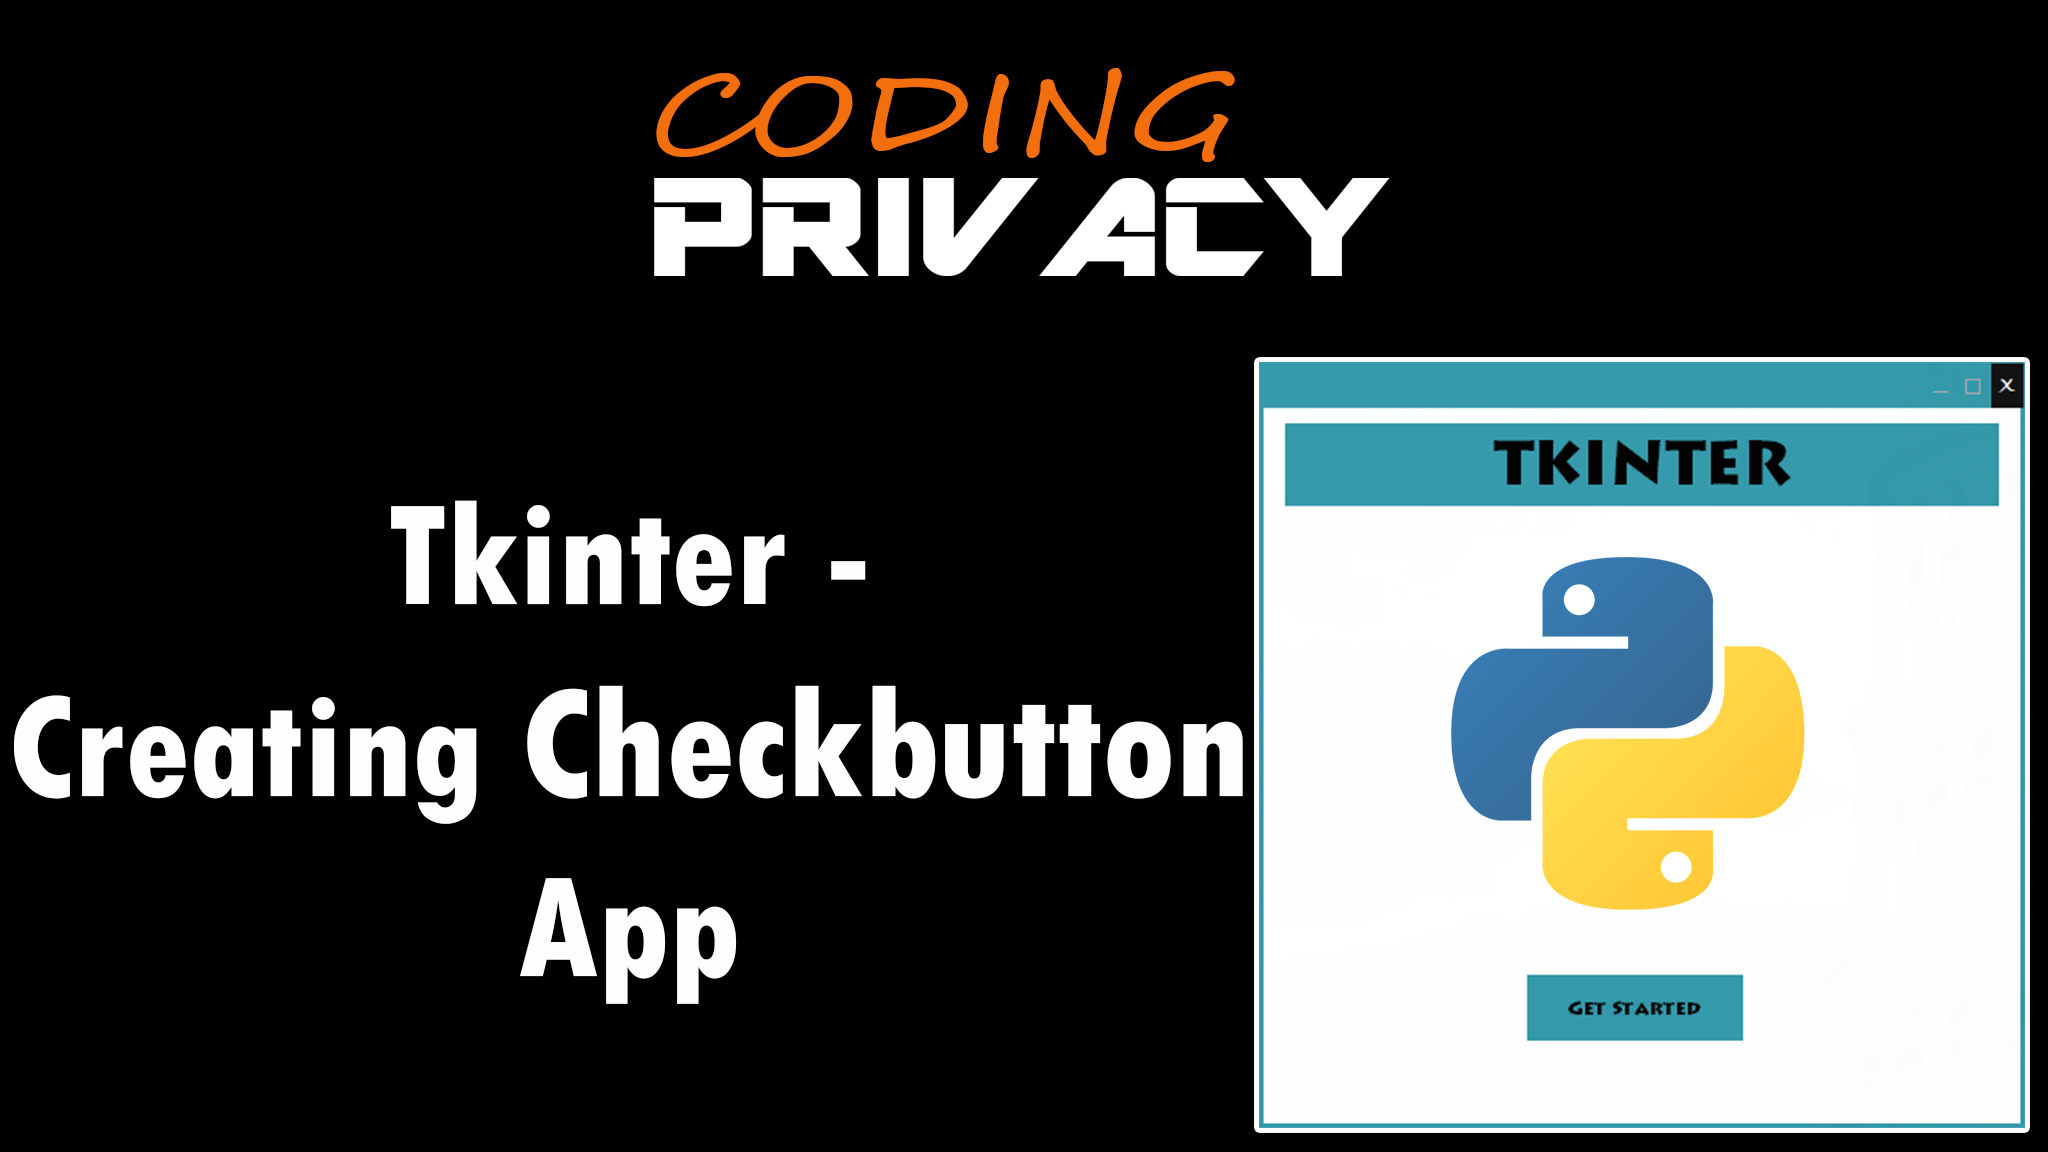 CODING
PRIVACY
Tkinter -
Creating Checkbutton
App
X
TKINTER
GET STARTED